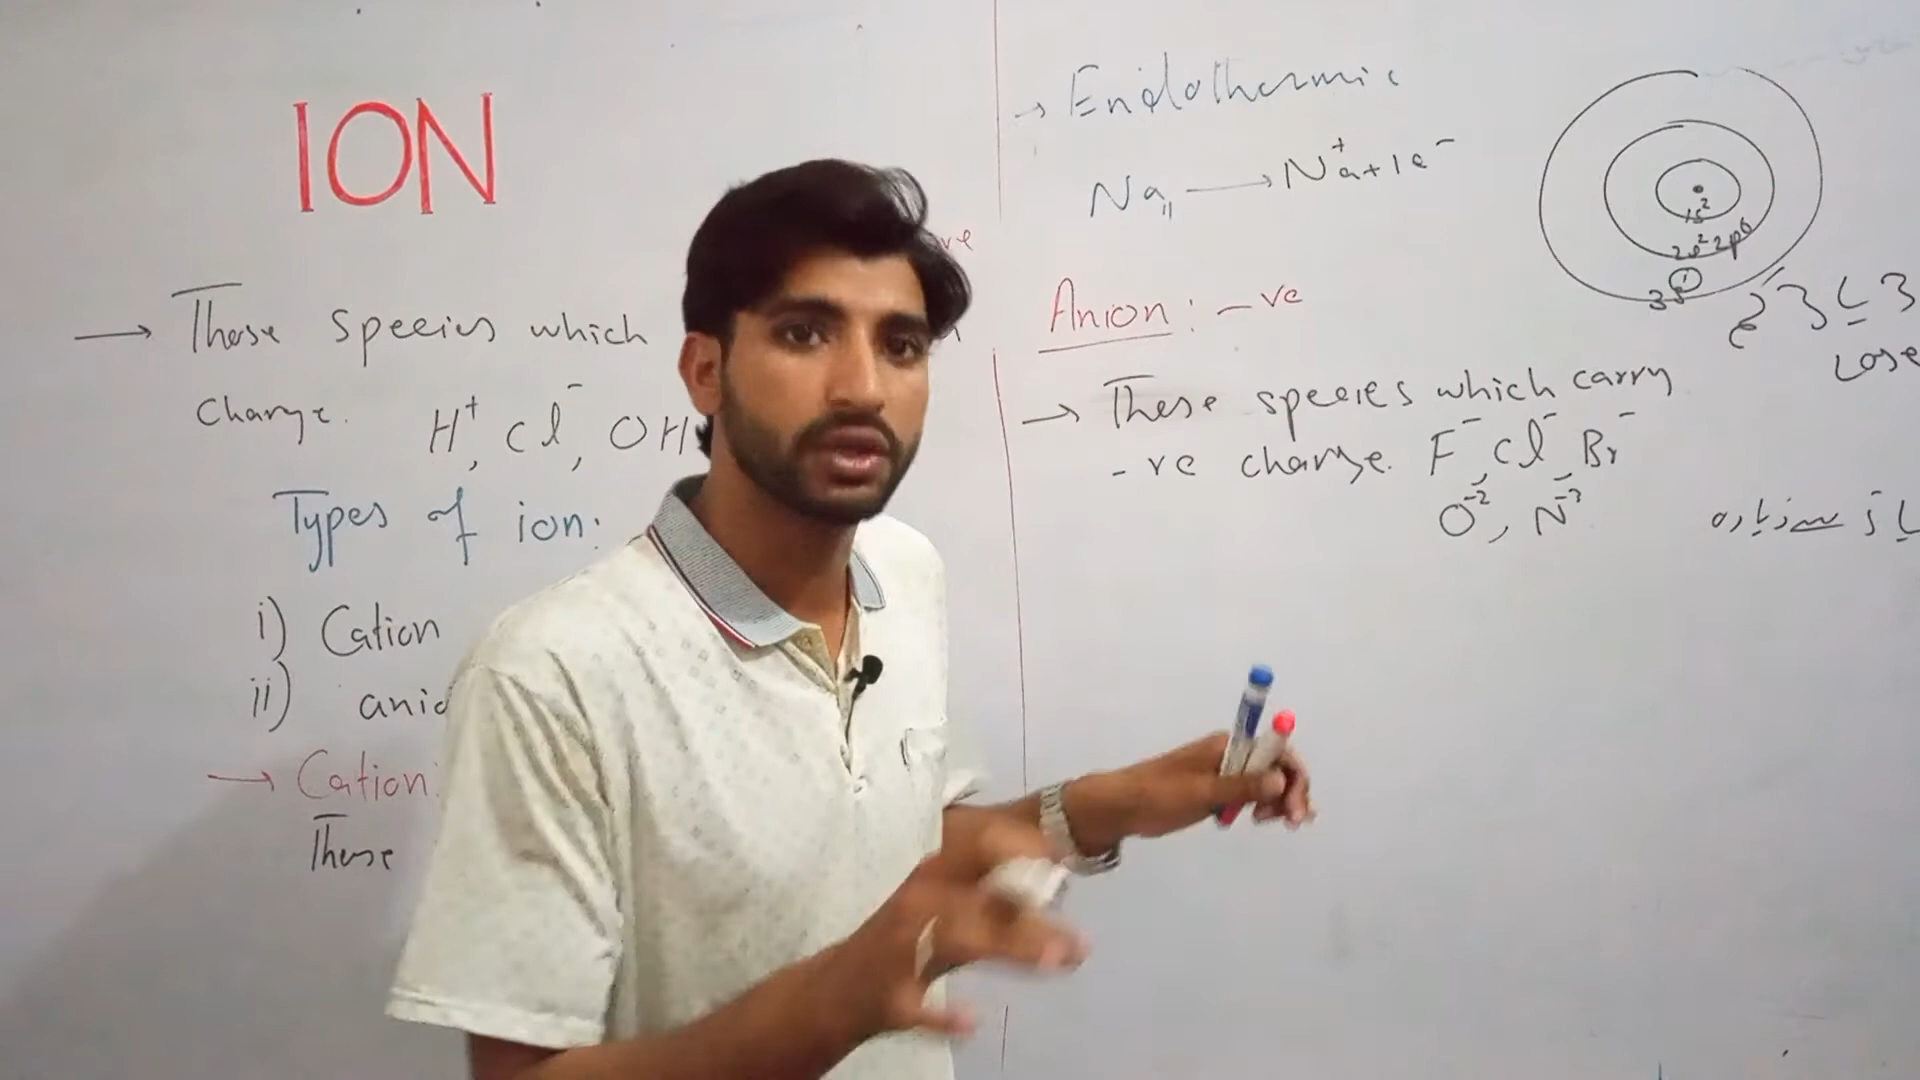 ION
ve
→ These species which
charge. H⁺, Cl⁻, OH
Types of ion:
i) Cation
ii) anio
→ Cation:
These
→ Endothermic
Na₁₁ → Na⁺ + 1e⁻
1s²
2s² 2p⁶
3s¹
Lose
Anion: -ve
→ These species which carry
-ve charge. F⁻, Cl⁻, Br⁻
O⁻², N⁻³